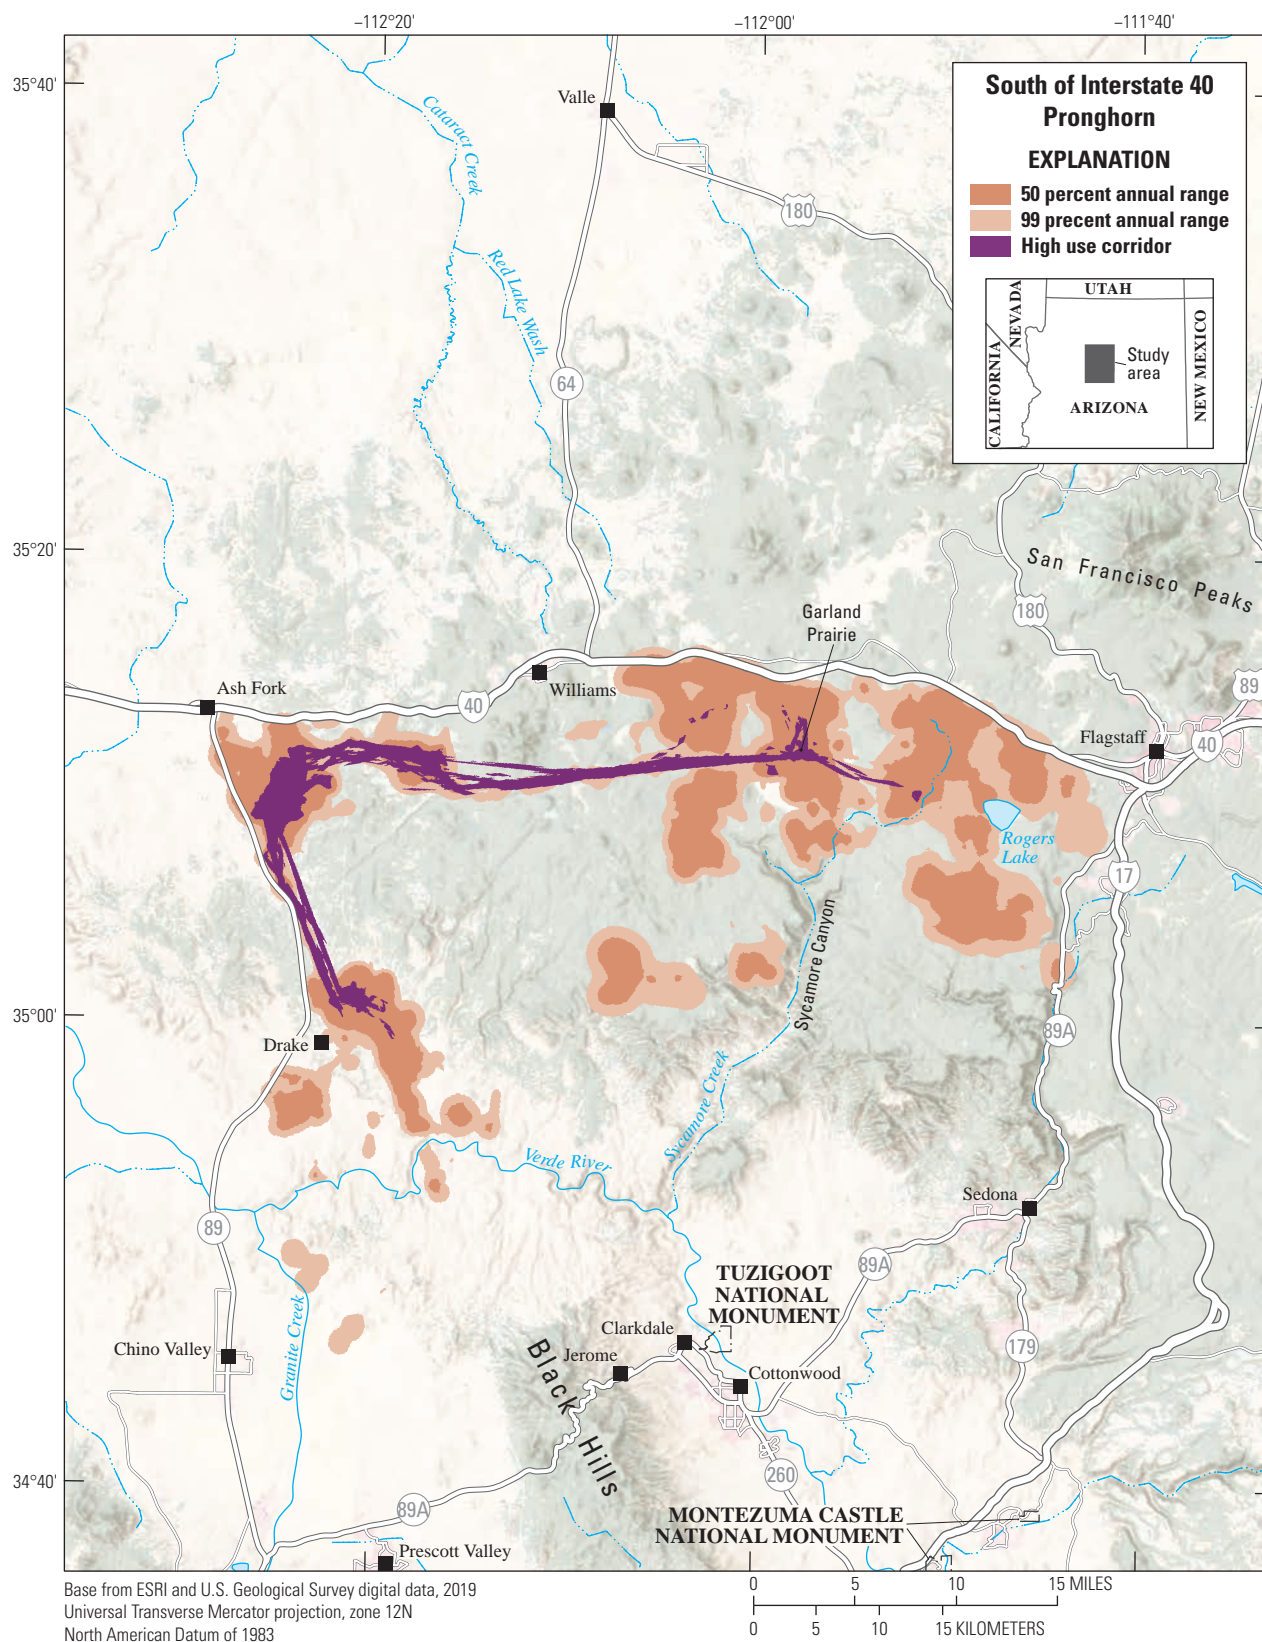 −112°20'
−112°00'
−111°40'
35°40'
35°20'
35°00'
34°40'
South of Interstate 40
Pronghorn
EXPLANATION
50 percent annual range
99 precent annual range
High use corridor
UTAH
NEVADA
CALIFORNIA
Study
area
ARIZONA
NEW MEXICO
Valle
Cataract Creek
180
Red Lake Wash
64
San Francisco Peaks
180
Garland
Prairie
Ash Fork
Williams
40
89
Flagstaff
40
Rogers
Lake
17
Sycamore Canyon
89A
Drake
Sycamore Creek
Verde River
Sedona
89
89A
TUZIGOOT
NATIONAL
MONUMENT
Granite Creek
Clarkdale
Chino Valley
Jerome
Cottonwood
179
Black Hills
260
89A
MONTEZUMA CASTLE
NATIONAL MONUMENT
Prescott Valley
Base from ESRI and U.S. Geological Survey digital data, 2019
Universal Transverse Mercator projection, zone 12N
North American Datum of 1983
0 5 10 15 MILES
0 5 10 15 KILOMETERS